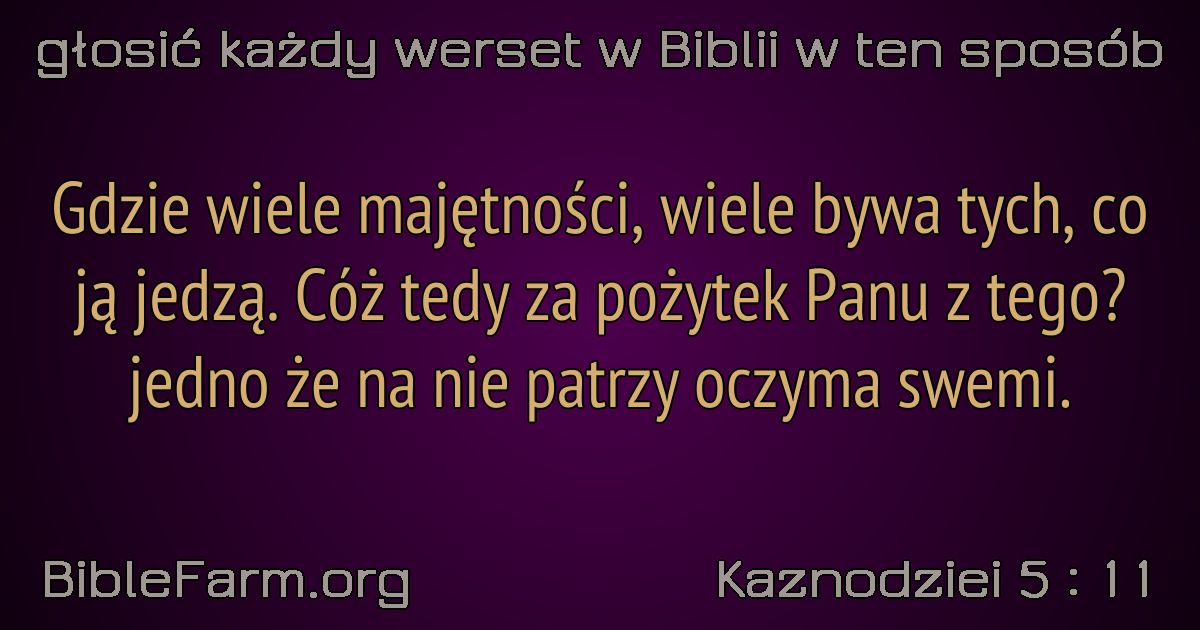 głosić każdy werset w Biblii w ten sposób
Gdzie wiele majętności, wiele bywa tych, co
ją jedzą. Cóż tedy za pożytek Panu z tego?
jedno że na nie patrzy oczyma swemi.
BibleFarm.org
Kaznodziei 5 : 11